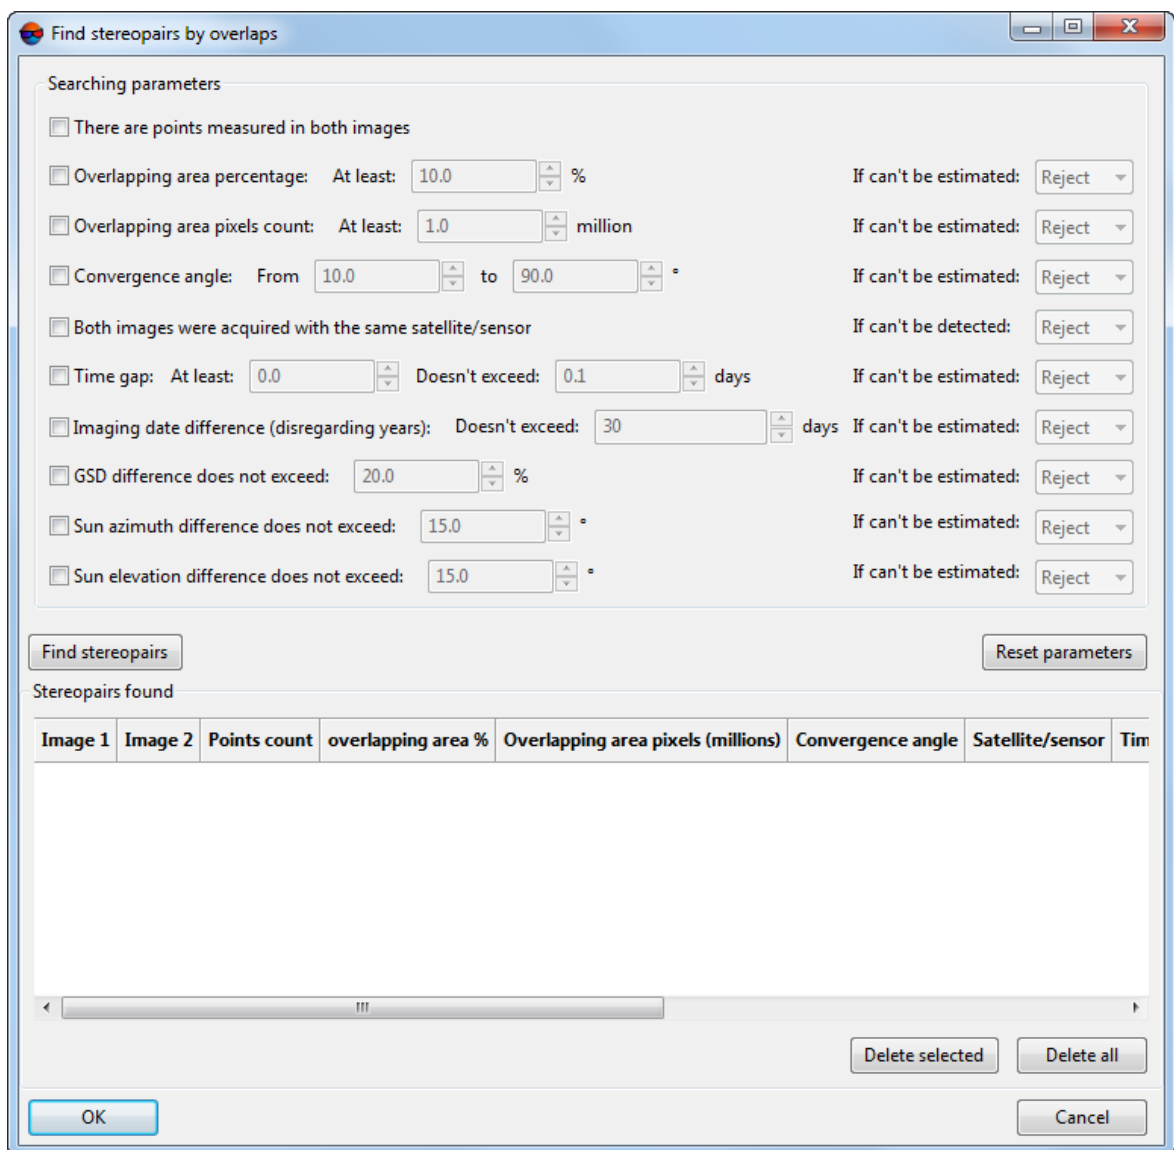 Find stereopairs by overlaps
Searching parameters
There are points measured in both images
Overlapping area percentage: At least: 10.0 % If can't be estimated: Reject
Overlapping area pixels count: At least: 1.0 million If can't be estimated: Reject
Convergence angle: From 10.0 to 90.0 ° If can't be estimated: Reject
Both images were acquired with the same satellite/sensor If can't be detected: Reject
Time gap: At least: 0.0 Doesn't exceed: 0.1 days If can't be estimated: Reject
Imaging date difference (disregarding years): Doesn't exceed: 30 days If can't be estimated: Reject
GSD difference does not exceed: 20.0 % If can't be estimated: Reject
Sun azimuth difference does not exceed: 15.0 ° If can't be estimated: Reject
Sun elevation difference does not exceed: 15.0 ° If can't be estimated: Reject
Find stereopairs Reset parameters
Stereopairs found
Image 1 Image 2 Points count overlapping area % Overlapping area pixels (millions) Convergence angle Satellite/sensor Tim
Delete selected Delete all
OK Cancel